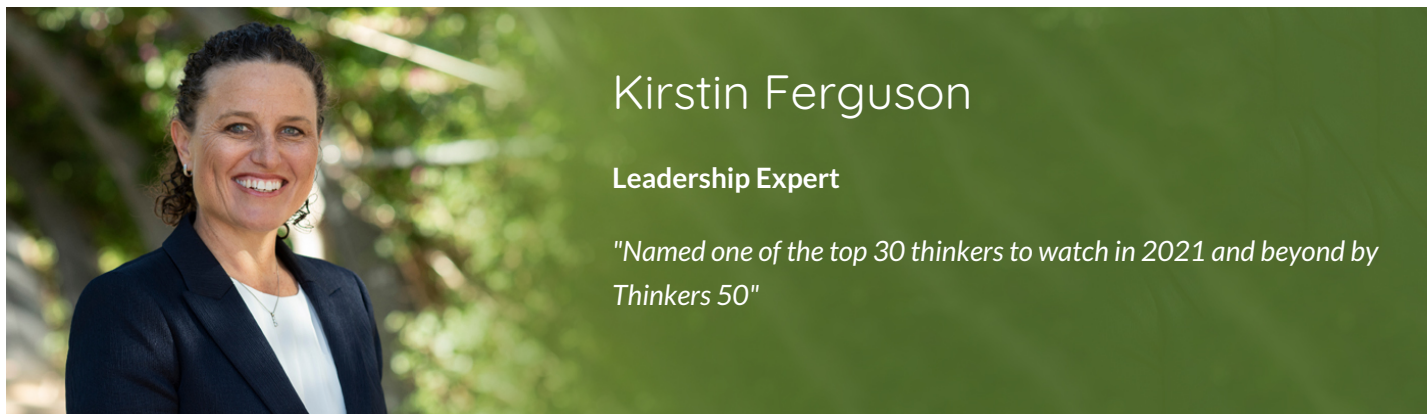 Kirstin Ferguson
Leadership Expert
"Named one of the top 30 thinkers to watch in 2021 and beyond by
Thinkers 50"